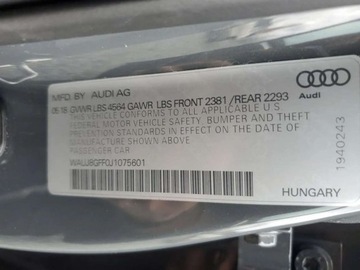 MFD. BY AUDI AG
05-18 GVWR LBS 4564 GAWR LBS FRONT 2381 / REAR 2293
THIS VEHICLE CONFORMS TO ALL APPLICABLE U.S.
FEDERAL MOTOR VEHICLE SAFETY, BUMPER, AND THEFT
PREVENTION STANDARDS IN EFFECT ON THE DATE OF
MANUFACTURE SHOWN ABOVE.
PASSENGER CAR
WAUJ8GFF0J1075601
Audi
1940243
HUNGARY